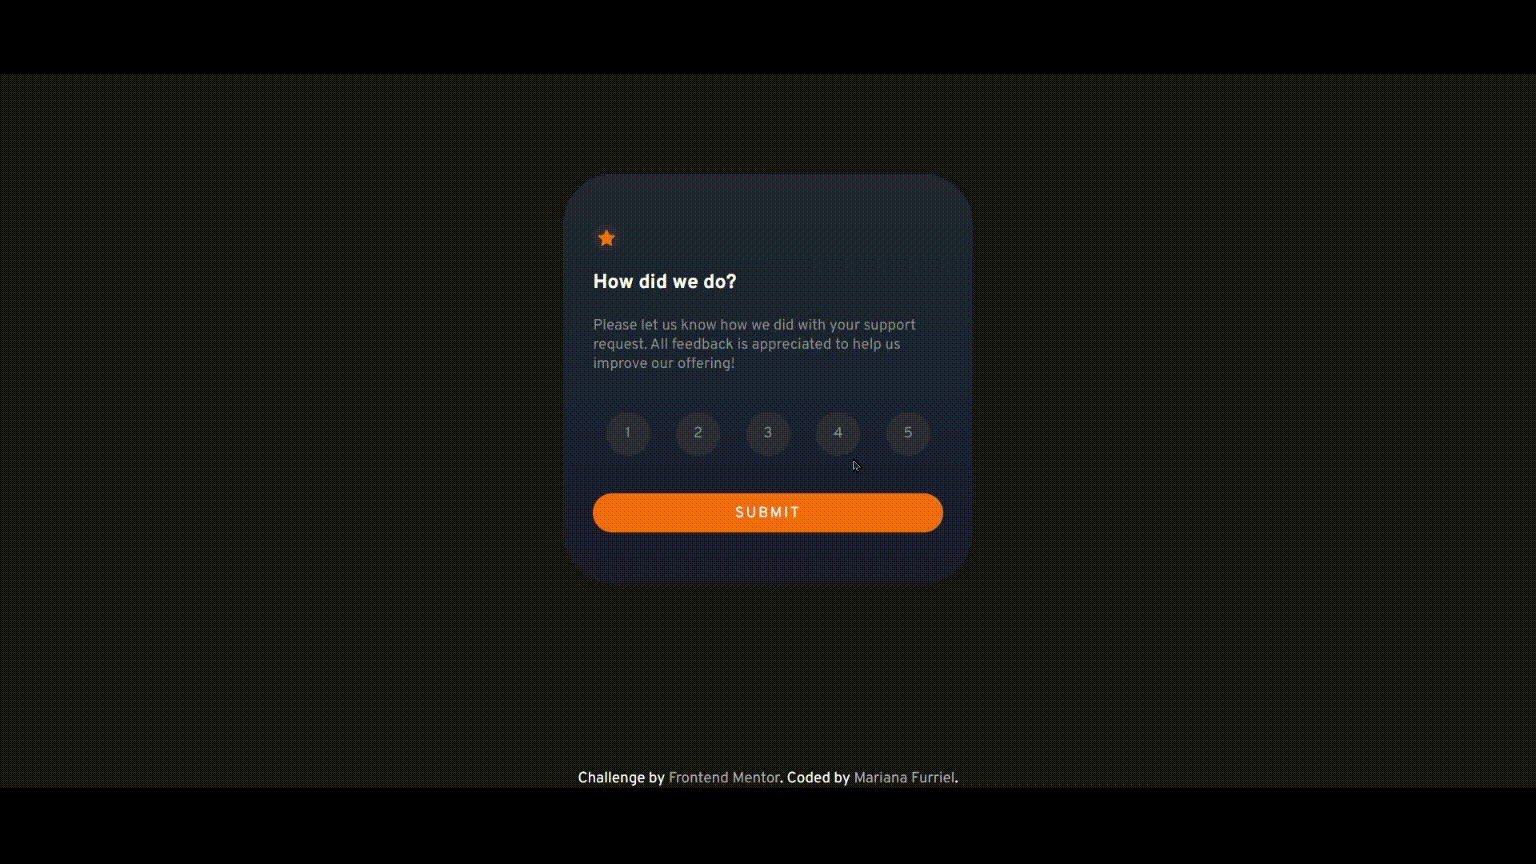 How did we do?
Please let us know how we did with your support
request. All feedback is appreciated to help us
improve our offering!
1 2 3 4 5
SUBMIT
Challenge by Frontend Mentor. Coded by Mariana Furriel.